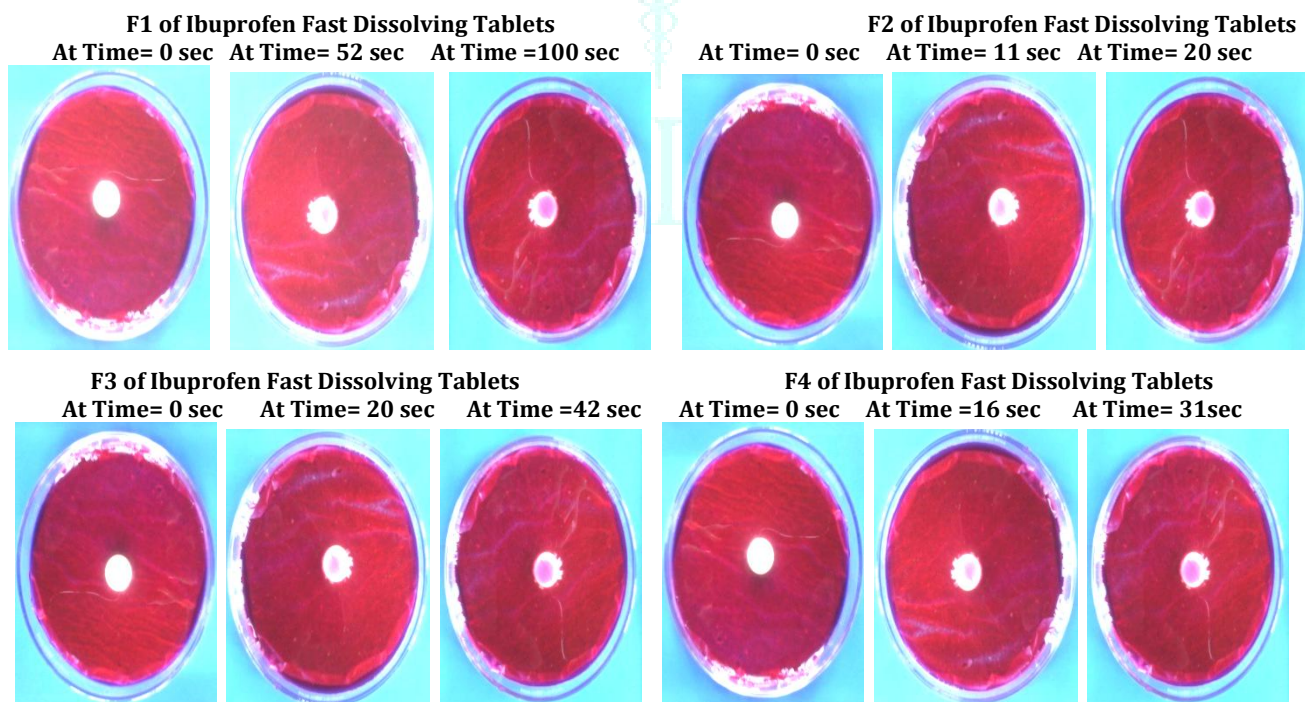 F1 of Ibuprofen Fast Dissolving Tablets
At Time= 0 sec At Time= 52 sec At Time =100 sec
F2 of Ibuprofen Fast Dissolving Tablets
At Time= 0 sec At Time= 11 sec At Time= 20 sec
F3 of Ibuprofen Fast Dissolving Tablets
At Time= 0 sec At Time= 20 sec At Time =42 sec
F4 of Ibuprofen Fast Dissolving Tablets
At Time= 0 sec At Time =16 sec At Time= 31sec